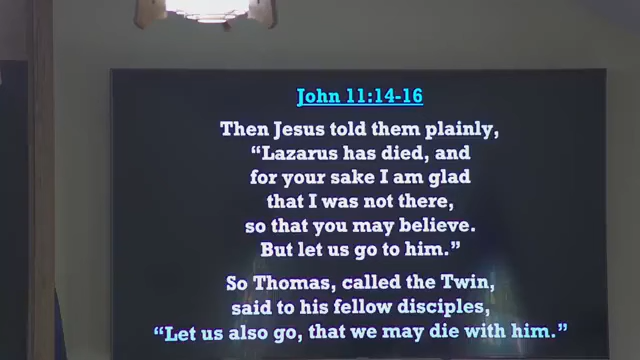 John 11:14-16
Then Jesus told them plainly,
“Lazarus has died, and
for your sake I am glad
that I was not there,
so that you may believe.
But let us go to him.”
So Thomas, called the Twin,
said to his fellow disciples,
“Let us also go, that we may die with him.”